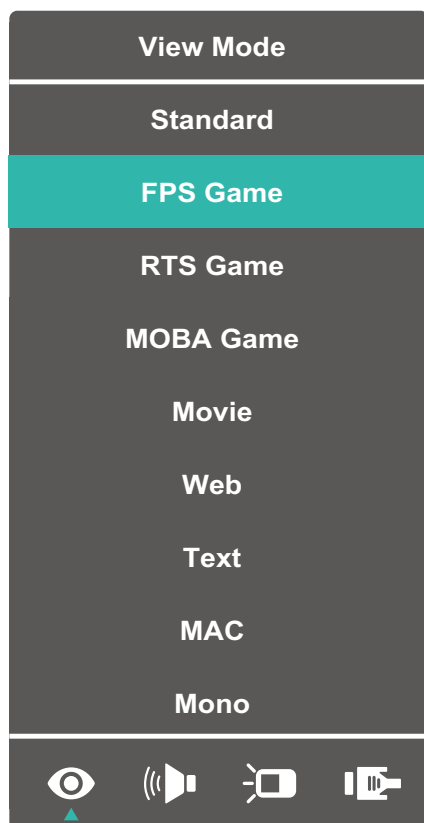 View Mode
Standard
FPS Game
RTS Game
MOBA Game
Movie
Web
Text
MAC
Mono